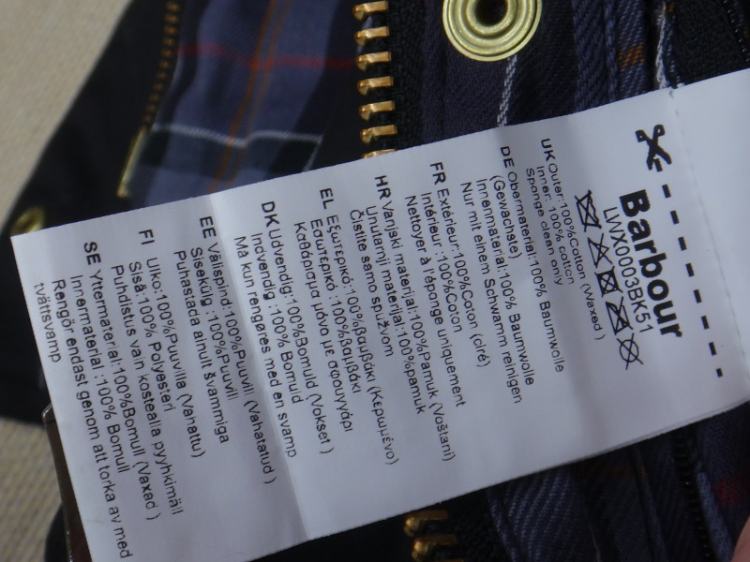 Barbour
LWX0003BK51
UK Outer:100%Cotton (Waxed )
Inner: 100% cotton
Sponge clean only
DE Obermaterial:100% Baumwolle
(Gewachste)
Innenmaterial:100% Baumwolle
Nur mit einem Schwamm reinigen
FR Extérieur:100%Coton (ciré)
Intérieur :100%Coton
Nettoyer à l'éponge uniquement
HR Vanjski materijal:100%Pamuk (Voštani)
Unutarnji materijal:100%pamuk
Čistite samo spužvom
EL Εξωτερικό:100%βαμβάκι (Κερωμένο)
Εσωτερικό :100%βαμβάκι
Καθάρισμα μόνο με σφουγγάρι
DK Udvendig:100%Bomuld (Vokset )
Indvendig :100% Bomuld
Må kun rengøres med en svamp
EE Välispind:100%Puuvill (Vahatatud )
Sisekülg :100%Puuvill
Puhastada ainult švammiga
FI Ulko:100%Puuvilla (Vahattu)
Sisä:100% Polyesteri
Puhdistus vain kostealla pyyhkimäll
SE Yttermaterial:100%Bomull (Vaxad )
Innermaterial :100% Bomull
Rengör endast genom att torka av med
tvättsvamp